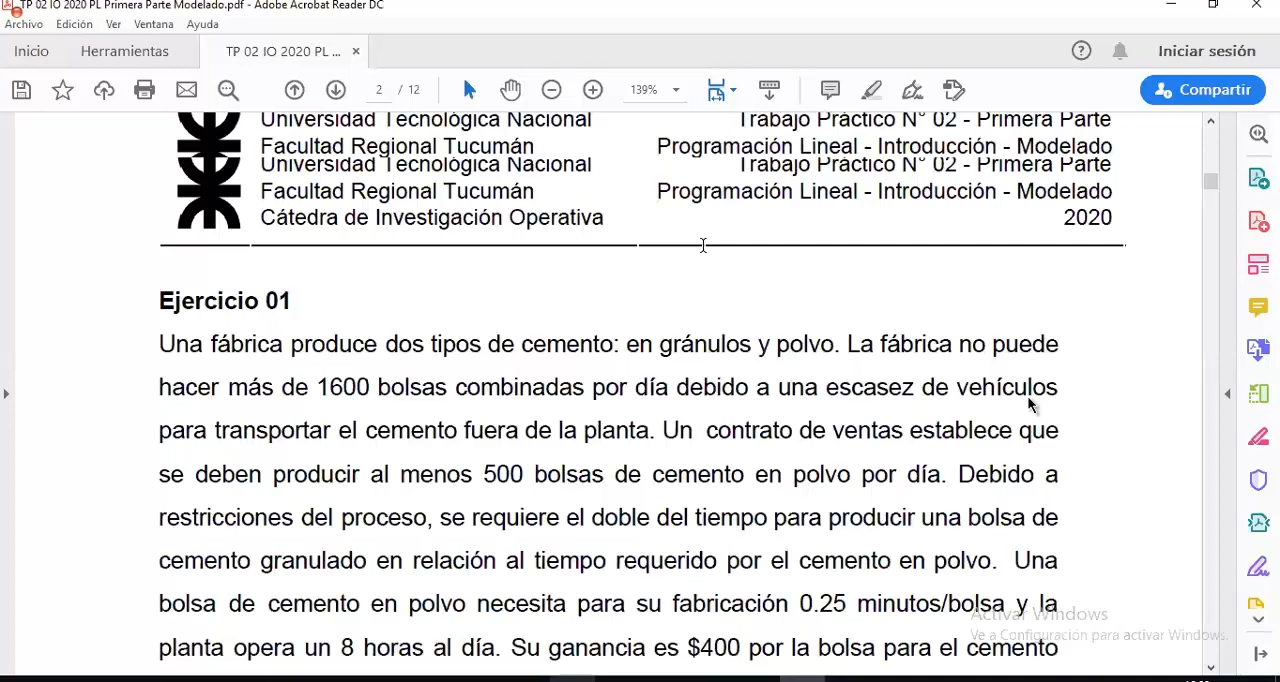 TP 02 IO 2020 PL Primera Parte Modelado.pdf - Adobe Acrobat Reader DC
Archivo Edición Ver Ventana Ayuda
Inicio Herramientas TP 02 IO 2020 PL ... × Iniciar sesión
2 / 12 139% Compartir
Universidad Tecnológica Nacional Trabajo Práctico N° 02 - Primera Parte
Facultad Regional Tucumán Programación Lineal - Introducción - Modelado
Universidad Tecnológica Nacional Trabajo Práctico N° 02 - Primera Parte
Facultad Regional Tucumán Programación Lineal - Introducción - Modelado
Cátedra de Investigación Operativa 2020
Ejercicio 01
Una fábrica produce dos tipos de cemento: en gránulos y polvo. La fábrica no puede
hacer más de 1600 bolsas combinadas por día debido a una escasez de vehículos
para transportar el cemento fuera de la planta. Un contrato de ventas establece que
se deben producir al menos 500 bolsas de cemento en polvo por día. Debido a
restricciones del proceso, se requiere el doble del tiempo para producir una bolsa de
cemento granulado en relación al tiempo requerido por el cemento en polvo. Una
bolsa de cemento en polvo necesita para su fabricación 0.25 minutos/bolsa y la
Activar Windows
Ve a Configuración para activar Windows.
planta opera un 8 horas al día. Su ganancia es $400 por la bolsa para el cemento